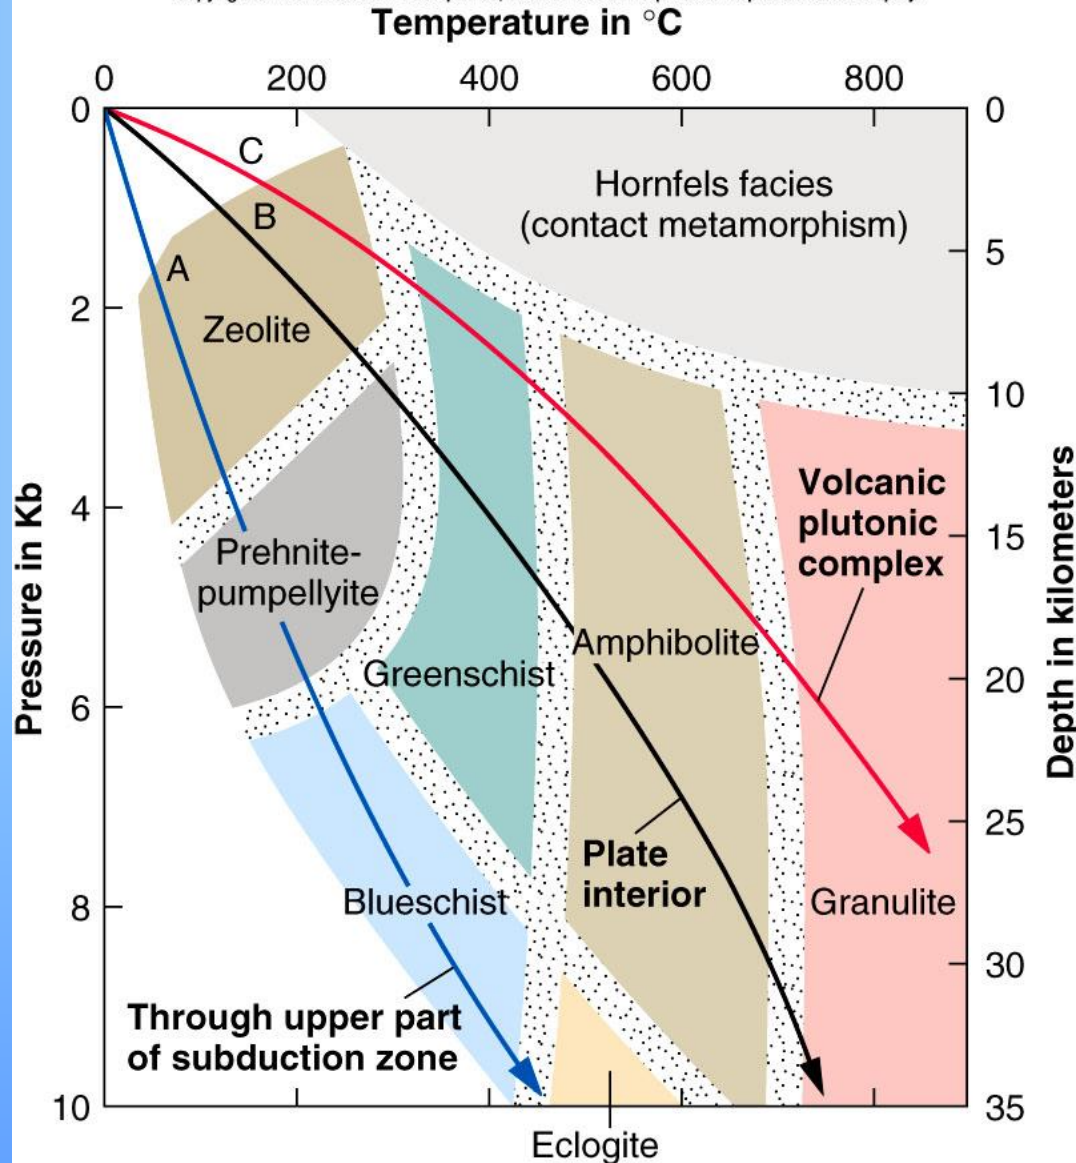 Temperature in °C
0 200 400 600 800
0
2
4
6
8
10
Pressure in Kb
0
5
10
15
20
25
30
35
Depth in kilometers
C
B
A
Hornfels facies
(contact metamorphism)
Zeolite
Prehnite-
pumpellyite
Greenschist
Amphibolite
Volcanic
plutonic
complex
Plate
interior
Blueschist
Granulite
Through upper part
of subduction zone
Eclogite